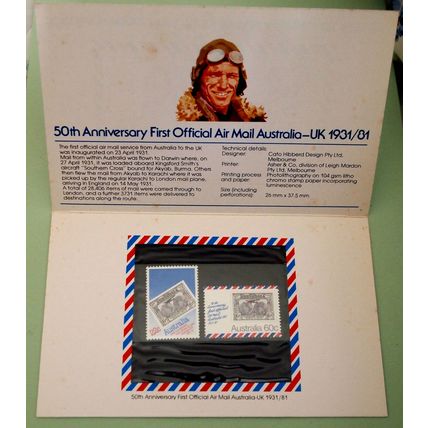 50th Anniversary First Official Air Mail Australia–UK 1931/81
The first official air mail service from Australia to the UK
was inaugurated on 23 April 1931.
Mail from within Australia was flown to Darwin where, on
27 April 1931, it was loaded aboard Kingsford Smith's
aircraft "Southern Cross" bound for Akyab, Burma. Others
then flew the mail from Akyab to Karachi where it was
picked up by the regular Karachi to London mail plane,
arriving in England on 14 May 1931.
A total of 28,406 items of mail were carried through to
London, and a further 3731 items were delivered to
destinations along the route.
Technical details
Designer: Cato Hibberd Design Pty Ltd,
Melbourne
Printer: Asher & Co., division of Leigh Mardon
Pty Ltd, Melbourne
Printing process and paper: Photolithography on 104 gsm litho
chromo stamp paper incorporating
luminescence
Size (including perforations): 26 mm x 37.5 mm
Australia
22c
Australia 60c
50th Anniversary First Official Air Mail Australia-UK 1931/81